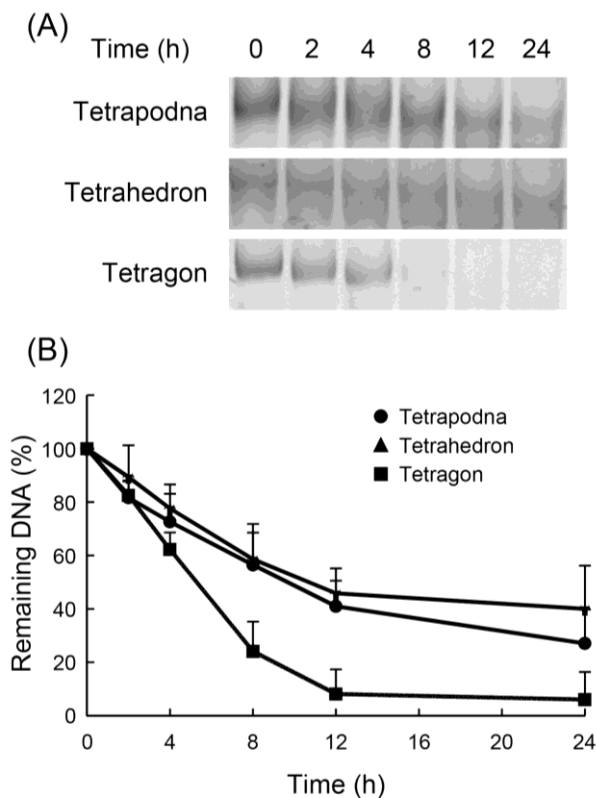 (A)
Time (h) 0 2 4 8 12 24
Tetrapodna
Tetrahedron
Tetragon
(B)
120
100
80
60
40
20
0
Remaining DNA (%)
Tetrapodna
Tetrahedron
Tetragon
0 4 8 12 16 20 24
Time (h)